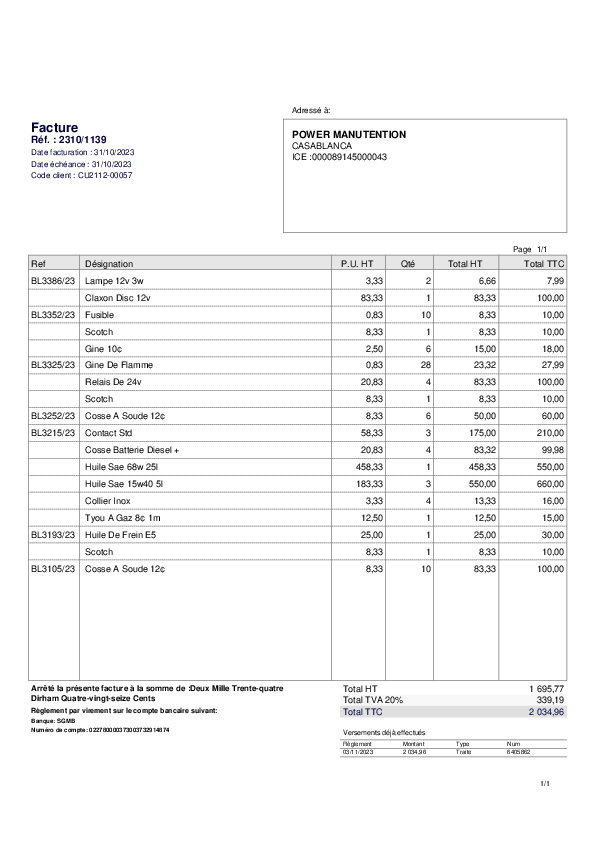 Adressé à:
Facture
Réf. : 2310/1139
Date facturation : 31/10/2023
Date échéance : 31/10/2023
Code client : CU2112-00057
POWER MANUTENTION
CASABLANCA
ICE :000089145000043
Page 1/1
Ref Désignation P.U. HT Qté Total HT Total TTC
BL3386/23 Lampe 12v 3w 3,33 2 6,66 7,99
Claxon Disc 12v 83,33 1 83,33 100,00
BL3352/23 Fusible 0,83 10 8,33 10,00
Scotch 8,33 1 8,33 10,00
Gine 10¢ 2,50 6 15,00 18,00
BL3325/23 Gine De Flamme 0,83 28 23,32 27,99
Relais De 24v 20,83 4 83,33 100,00
Scotch 8,33 1 8,33 10,00
BL3252/23 Cosse A Soude 12¢ 8,33 6 50,00 60,00
BL3215/23 Contact Std 58,33 3 175,00 210,00
Cosse Batterie Diesel + 20,83 4 83,32 99,98
Huile Sae 68w 25l 458,33 1 458,33 550,00
Huile Sae 15w40 5l 183,33 3 550,00 660,00
Collier Inox 3,33 4 13,33 16,00
Tyou A Gaz 8¢ 1m 12,50 1 12,50 15,00
BL3193/23 Huile De Frein E5 25,00 1 25,00 30,00
Scotch 8,33 1 8,33 10,00
BL3105/23 Cosse A Soude 12¢ 8,33 10 83,33 100,00
Arrêté la présente facture à la somme de :Deux Mille Trente-quatre
Dirham Quatre-vingt-seize Cents
Règlement par virement sur le compte bancaire suivant:
Banque: SGMB
Numéro de compte: 022780000373003732914874
Total HT 1 695,77
Total TVA 20% 339,19
Total TTC 2 034,96
Versements déjà effectués
Règlement Montant Type Num
03/11/2023 2 034,96 Traite 6405862
1/1